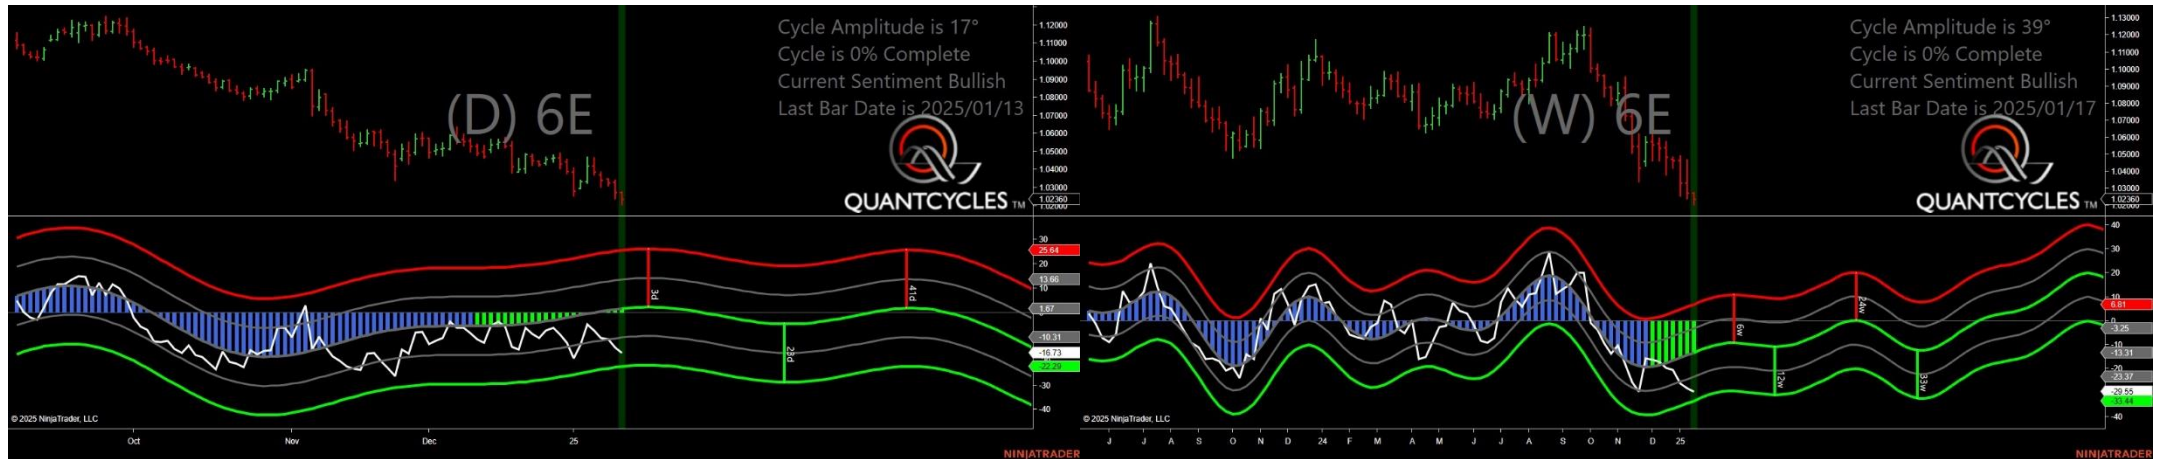 Cycle Amplitude is 17°
Cycle is 0% Complete
Current Sentiment Bullish
Last Bar Date is 2025/01/13
(D) 6E
QUANTCYCLES TM
1.12000
1.11000
1.10000
1.09000
1.08000
1.07000
1.06000
1.05000
1.04000
1.03000
1.02360
30
25.64
20
13.66
10
1.67
-10.31
-16.73
-22.29
-30
-40
3d
23d
41d
© 2025 NinjaTrader, LLC
Oct Nov Dec 25
NINJATRADER
Cycle Amplitude is 39°
Cycle is 0% Complete
Current Sentiment Bullish
Last Bar Date is 2025/01/17
(W) 6E
QUANTCYCLES TM
1.13000
1.12000
1.11000
1.10000
1.09000
1.08000
1.07000
1.06000
1.05000
1.04000
1.03000
1.02360
40
30
20
10
6.81
0
-3.25
-10
-13.31
-23.37
-29.55
-33.44
-40
6w
12w
24w
33w
© 2025 NinjaTrader, LLC
J J A S O N D 24 F M A M J J A S O N D 25
NINJATRADER